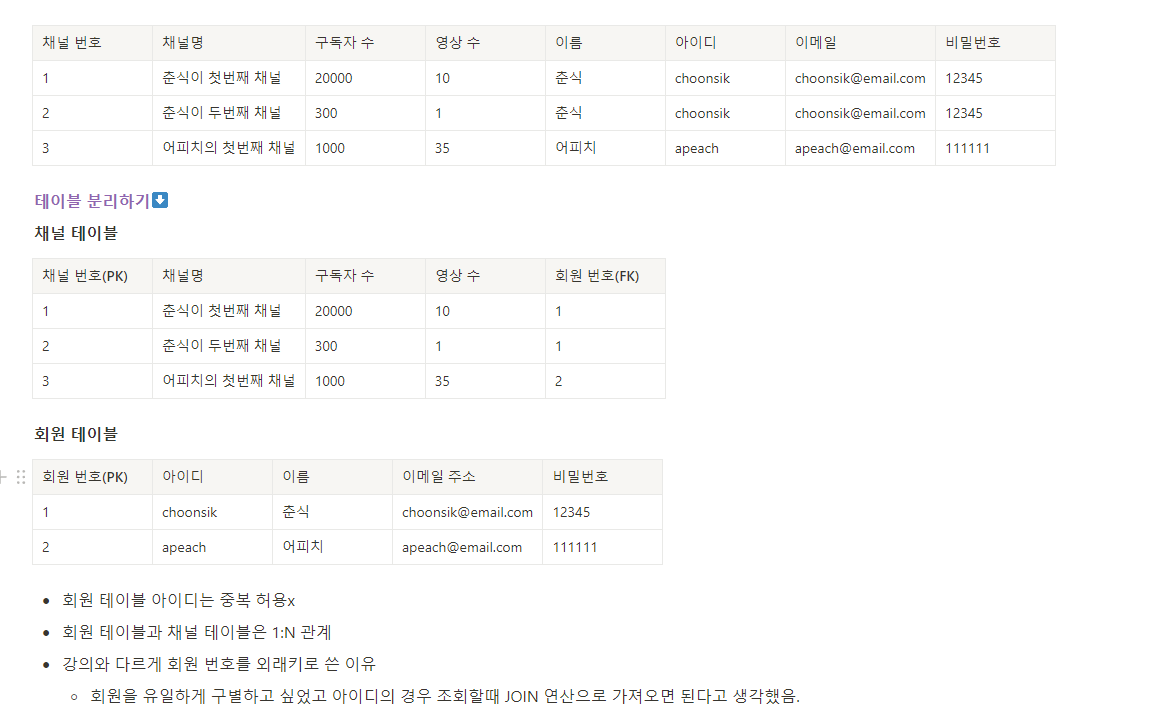 채널 번호 채널명 구독자 수 영상 수 이름 아이디 이메일 비밀번호
1 춘식이 첫번째 채널 20000 10 춘식 choonsik choonsik@email.com 12345
2 춘식이 두번째 채널 300 1 춘식 choonsik choonsik@email.com 12345
3 어피치의 첫번째 채널 1000 35 어피치 apeach apeach@email.com 111111
테이블 분리하기⬇️
채널 테이블
채널 번호(PK) 채널명 구독자 수 영상 수 회원 번호(FK)
1 춘식이 첫번째 채널 20000 10 1
2 춘식이 두번째 채널 300 1 1
3 어피치의 첫번째 채널 1000 35 2
회원 테이블
회원 번호(PK) 아이디 이름 이메일 주소 비밀번호
1 choonsik 춘식 choonsik@email.com 12345
2 apeach 어피치 apeach@email.com 111111
• 회원 테이블 아이디는 중복 허용x
• 회원 테이블과 채널 테이블은 1:N 관계
• 강의와 다르게 회원 번호를 외래키로 쓴 이유
◦ 회원을 유일하게 구별하고 싶었고 아이디의 경우 조회할때 JOIN 연산으로 가져오면 된다고 생각했음.